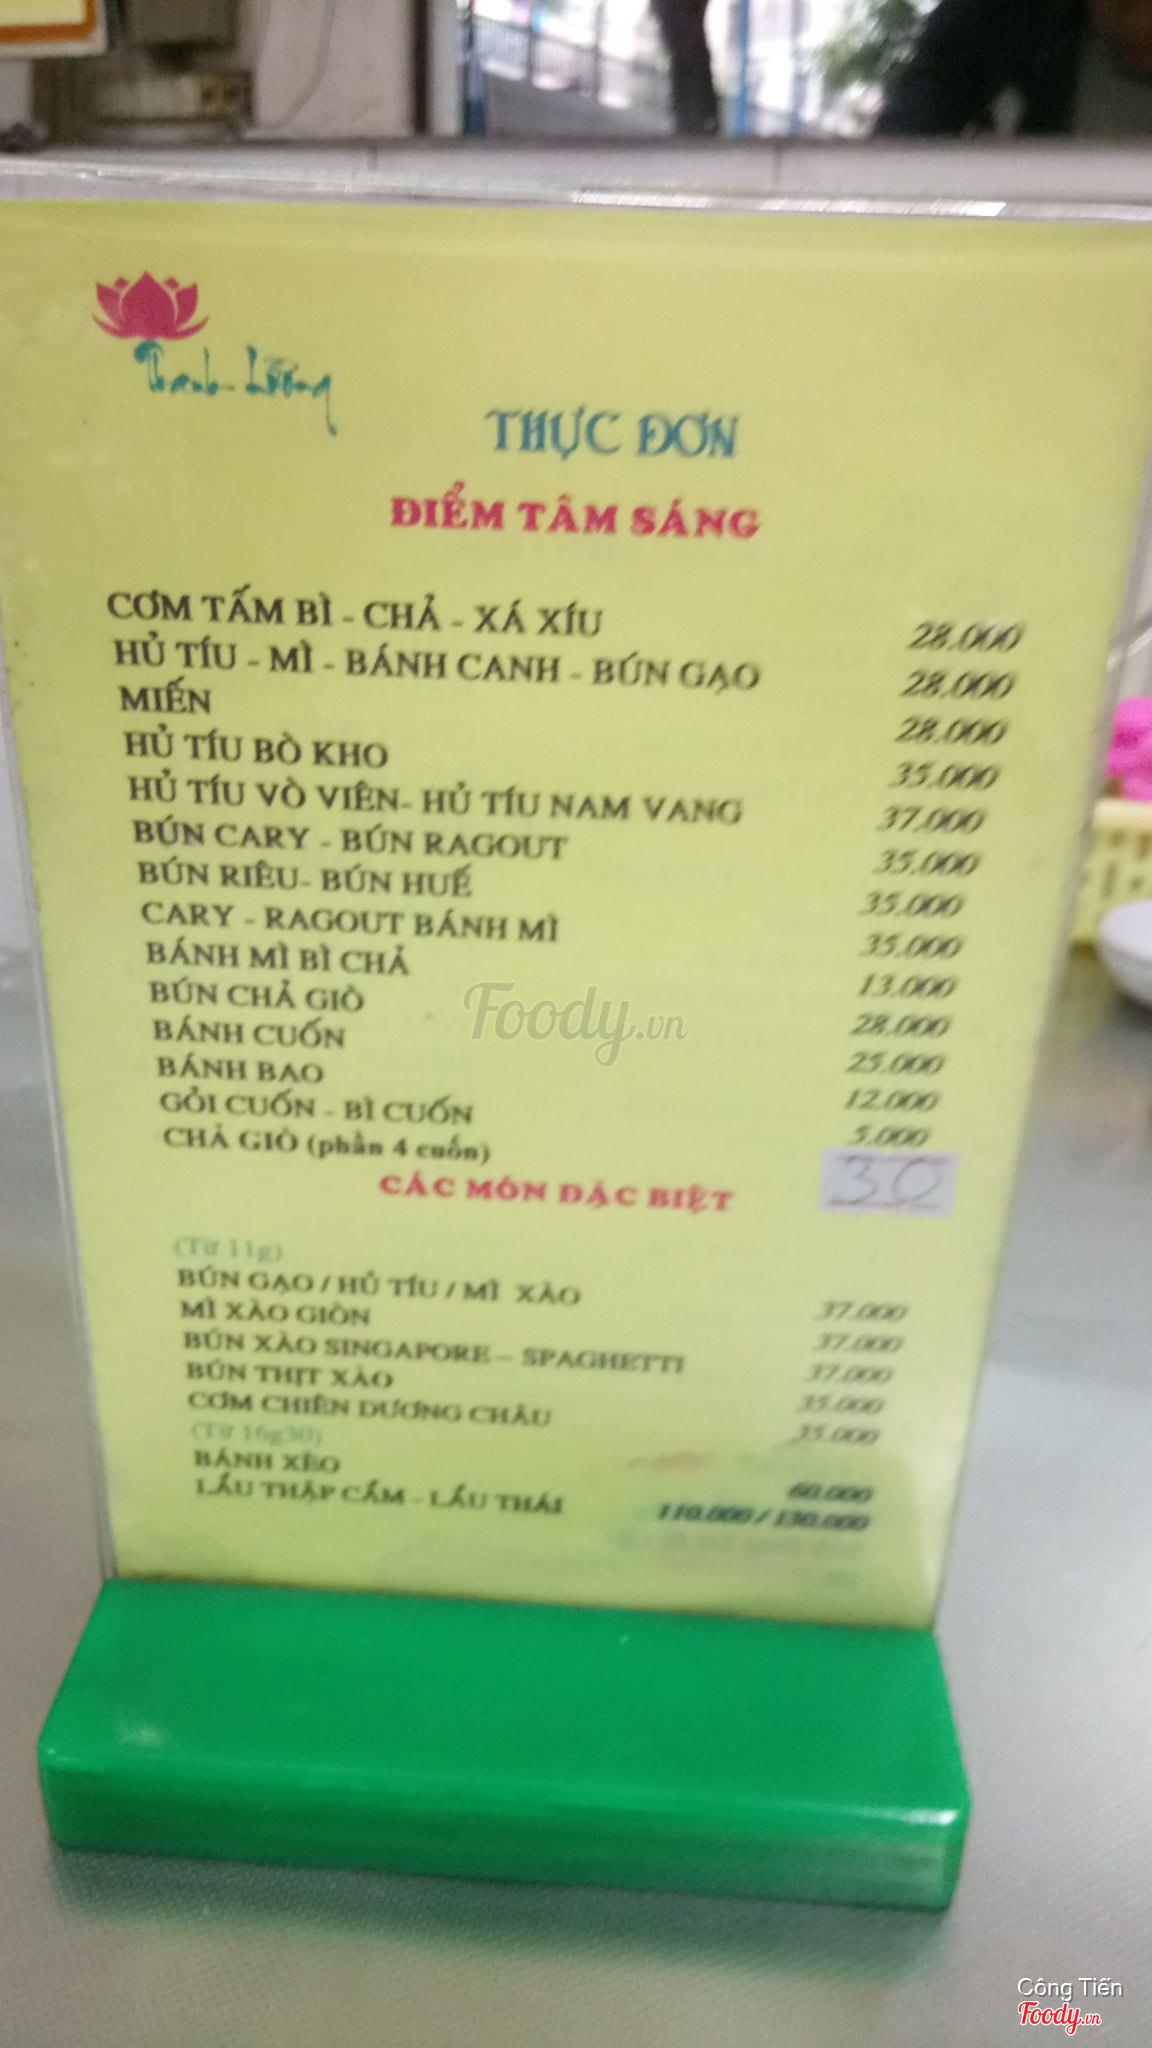 Thanh Lương
THỰC ĐƠN
ĐIỂM TÂM SÁNG
CƠM TẤM BÌ - CHẢ - XÁ XÍU 28.000
HỦ TÍU - MÌ - BÁNH CANH - BÚN GẠO 28.000
MIẾN 28.000
HỦ TÍU BÒ KHO 35.000
HỦ TÍU VÒ VIÊN- HỦ TÍU NAM VANG 37.000
BÚN CARY - BÚN RAGOUT 35.000
BÚN RIÊU- BÚN HUẾ 35.000
CARY - RAGOUT BÁNH MÌ 35.000
BÁNH MÌ BÌ CHẢ 13.000
BÚN CHẢ GIÒ 28.000
BÁNH CUỐN 25.000
BÁNH BAO 12.000
GỎI CUỐN - BÌ CUỐN 5.000
CHẢ GIÒ (phần 4 cuốn) 30
CÁC MÓN ĐẶC BIỆT
(Từ 11g)
BÚN GẠO / HỦ TÍU / MÌ XÀO 37.000
MÌ XÀO GIÒN 37.000
BÚN XÀO SINGAPORE – SPAGHETTI 37.000
BÚN THỊT XÀO 35.000
CƠM CHIÊN DƯƠNG CHÂU 35.000
(Từ 16g30)
BÁNH XÈO 60.000
LẨU THẬP CẨM - LẨU THÁI 110.000 / 130.000
Foody.vn
Công Tiến
Foody.vn